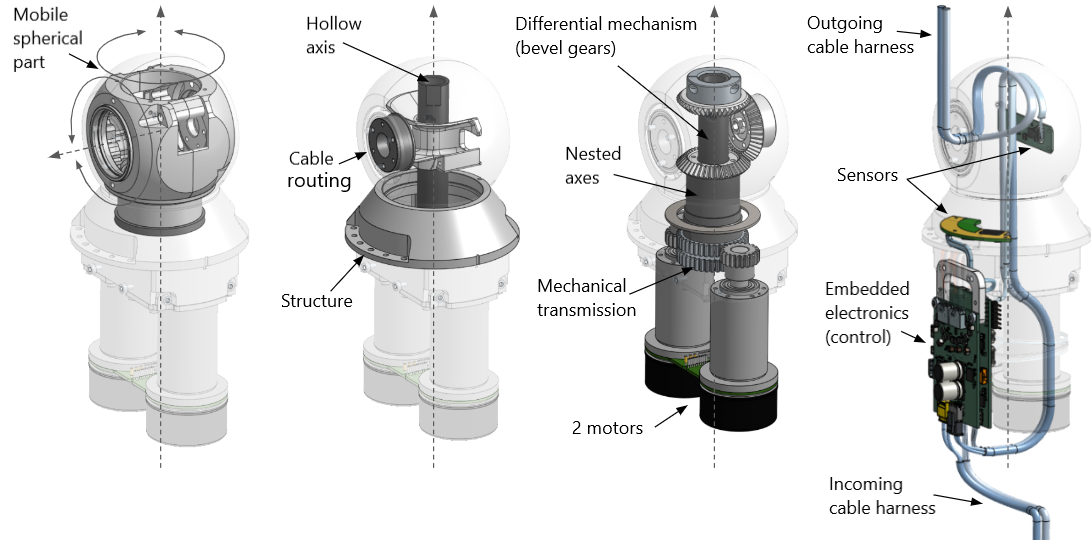 Mobile
spherical
part
Hollow
axis
Cable
routing
Structure
Differential mechanism
(bevel gears)
Nested
axes
Mechanical
transmission
2 motors
Outgoing
cable harness
Sensors
Embedded
electronics
(control)
Incoming
cable harness